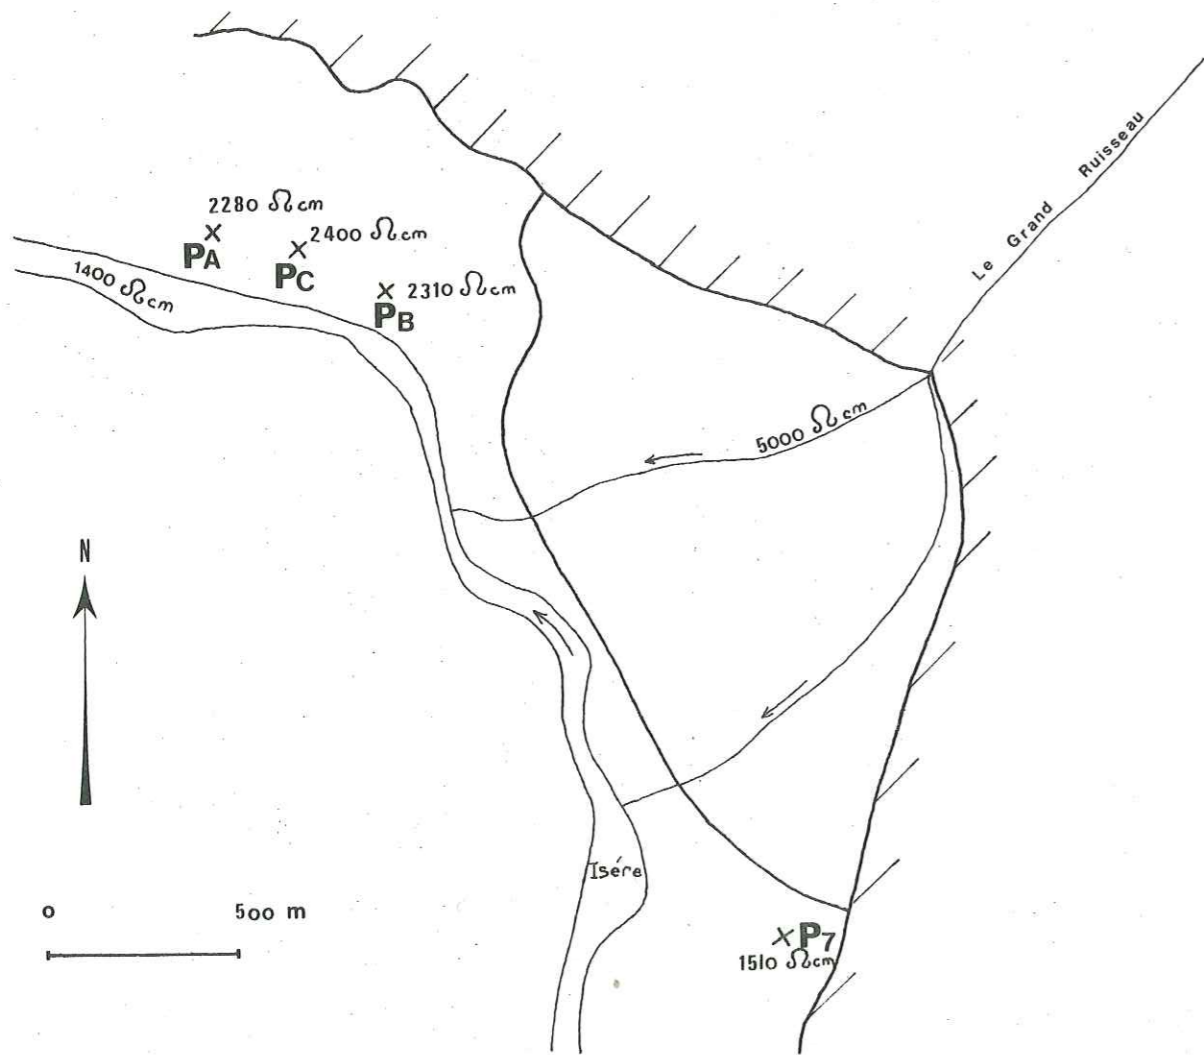 Le Grand Ruisseau
2280 Ωcm
PA
2400 Ωcm
PC
2310 Ωcm
PB
1400 Ωcm
5000 Ωcm
N
Isére
0 500 m
P7
1510 Ωcm